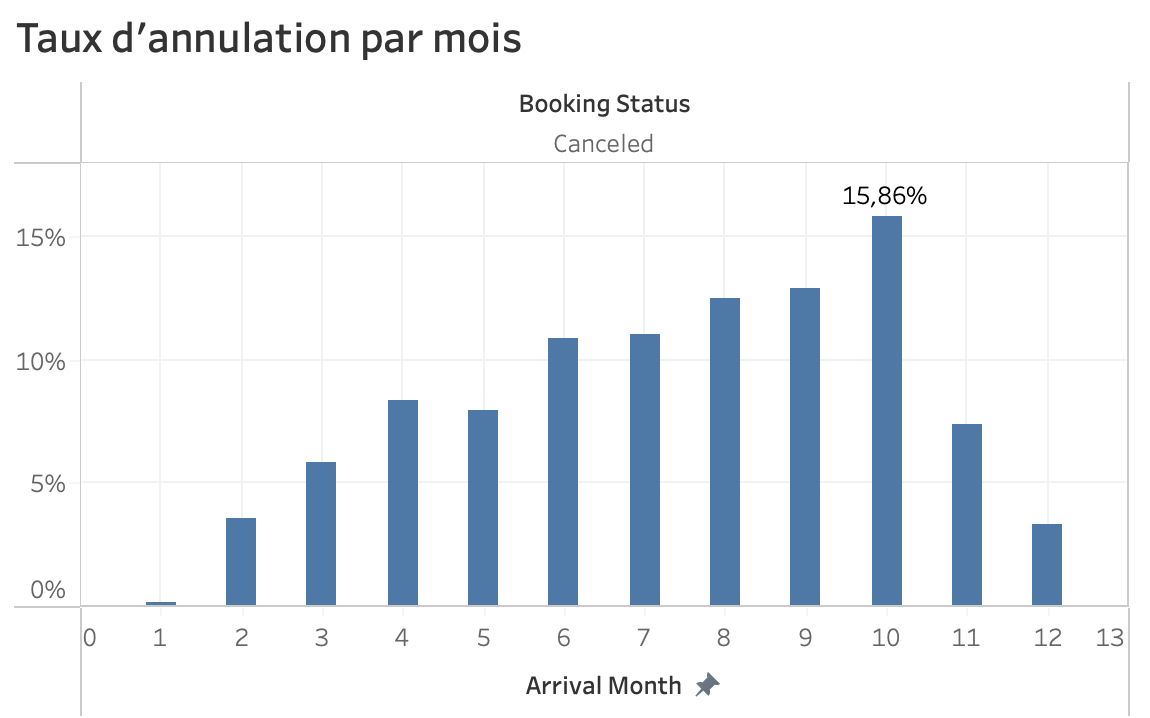 Taux d’annulation par mois
Booking Status
Canceled
15,86%
15%
10%
5%
0%
0 1 2 3 4 5 6 7 8 9 10 11 12 13
Arrival Month